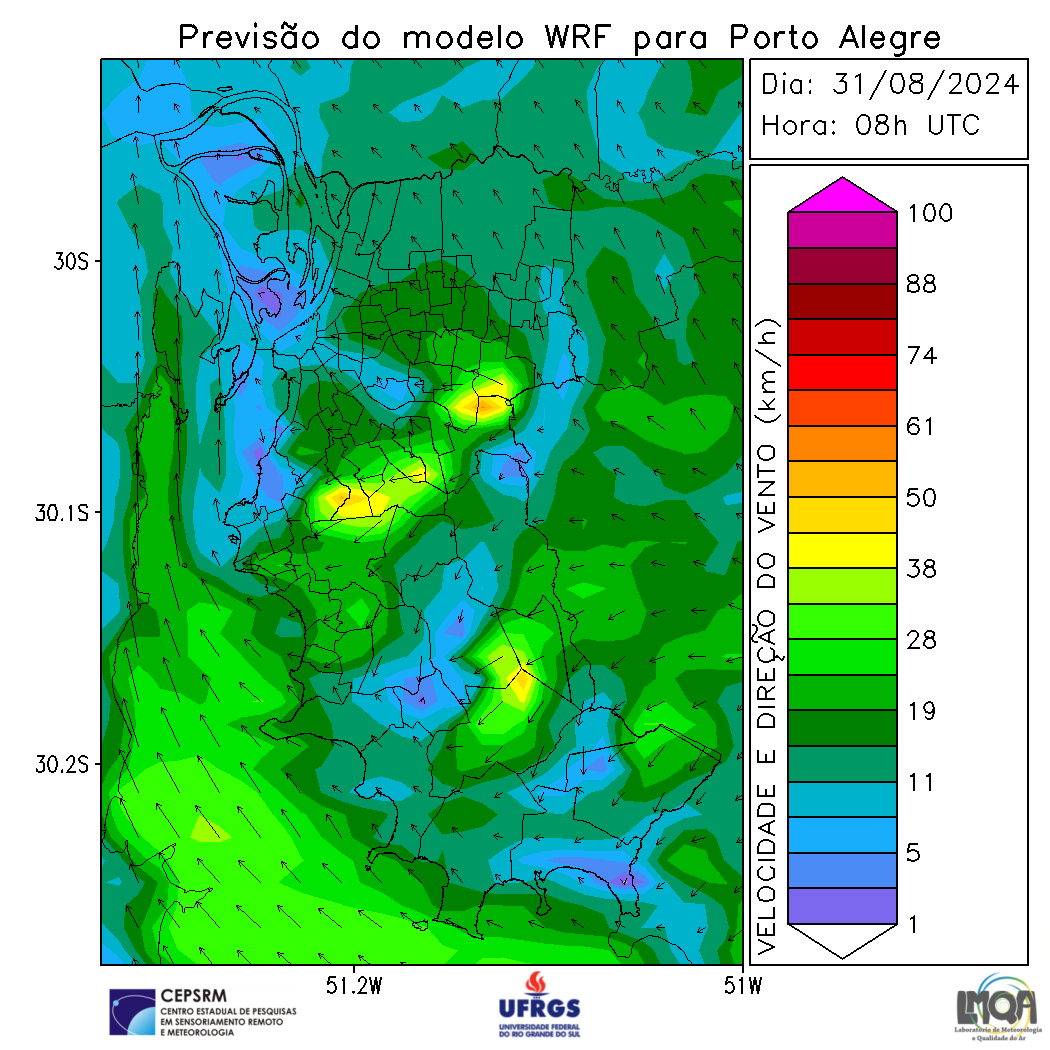 Previsão do modelo WRF para Porto Alegre
Dia: 31/08/2024
Hora: 08h UTC
30S
30.1S
30.2S
51.2W
51W
VELOCIDADE E DIREÇÃO DO VENTO (km/h)
100
88
74
61
50
38
28
19
11
5
1
CEPSRM
CENTRO ESTADUAL DE PESQUISAS
EM SENSORIAMENTO REMOTO
E METEOROLOGIA
UFRGS
UNIVERSIDADE FEDERAL
DO RIO GRANDE DO SUL
LMQA
Laboratório de Meteorologia
e Qualidade do Ar